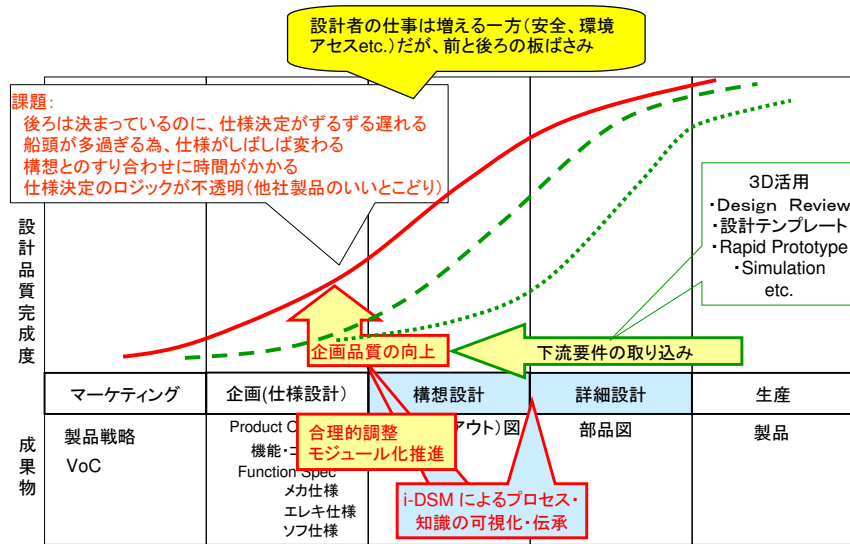 設計者の仕事は増える一方(安全、環境
アセスetc.)だが、前と後ろの板ばさみ
課題:
後ろは決まっているのに、仕様決定がずるずる遅れる
船頭が多過ぎる為、仕様がしばしば変わる
構想とのすり合わせに時間がかかる
仕様決定のロジックが不透明(他社製品のいいとこどり)
3D活用
・Design Review
・設計テンプレート
・Rapid Prototype
・Simulation
etc.
設計品質完成度
企画品質の向上
下流要件の取り込み
マーケティング
企画(仕様設計)
構想設計
詳細設計
生産
成果物
製品戦略
VoC
Product
機能・
Function Spec
メカ仕様
エレキ仕様
ソフ仕様
合理的調整
モジュール化推進
アウト)図
部品図
製品
i-DSM によるプロセス・
知識の可視化・伝承